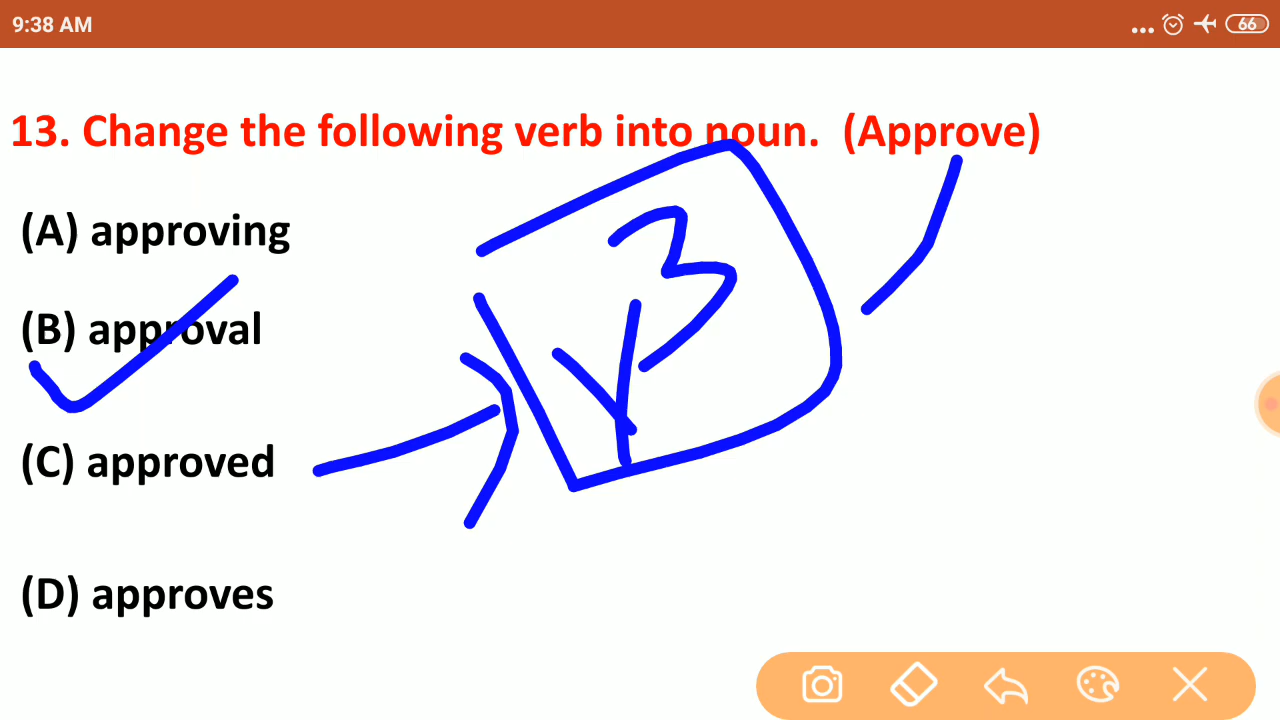 9:38 AM
66
13. Change the following verb into noun. (Approve)
(A) approving
(B) approval
(C) approved
(D) approves